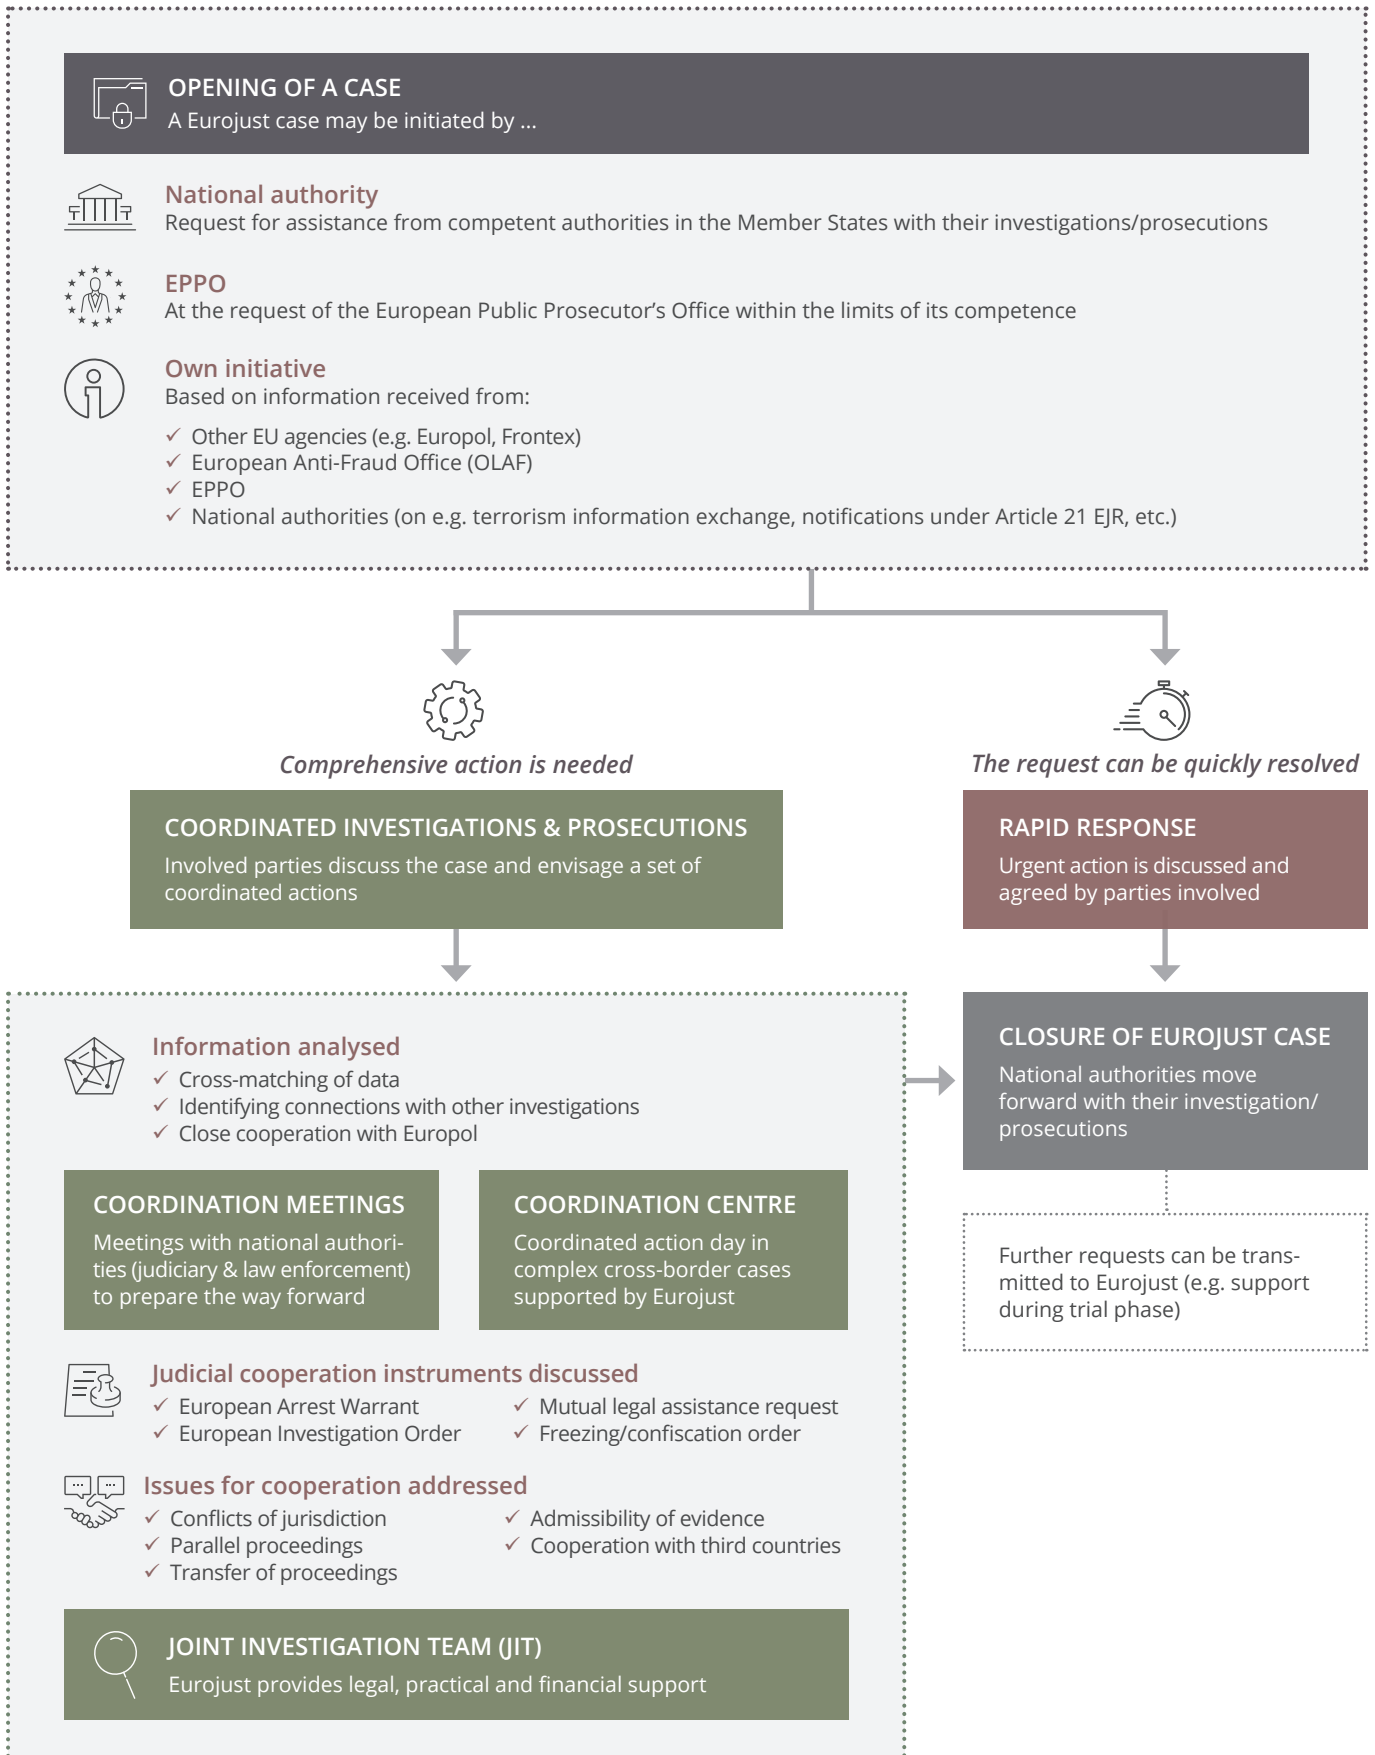 OPENING OF A CASE
A Eurojust case may be initiated by ...
National authority
Request for assistance from competent authorities in the Member States with their investigations/prosecutions
EPPO
At the request of the European Public Prosecutor’s Office within the limits of its competence
Own initiative
Based on information received from:
✓ Other EU agencies (e.g. Europol, Frontex)
✓ European Anti-Fraud Office (OLAF)
✓ EPPO
✓ National authorities (on e.g. terrorism information exchange, notifications under Article 21 EJR, etc.)
Comprehensive action is needed
COORDINATED INVESTIGATIONS & PROSECUTIONS
Involved parties discuss the case and envisage a set of
coordinated actions
The request can be quickly resolved
RAPID RESPONSE
Urgent action is discussed and
agreed by parties involved
Information analysed
✓ Cross-matching of data
✓ Identifying connections with other investigations
✓ Close cooperation with Europol
COORDINATION MEETINGS
Meetings with national authori-
ties (judiciary & law enforcement)
to prepare the way forward
COORDINATION CENTRE
Coordinated action day in
complex cross-border cases
supported by Eurojust
Judicial cooperation instruments discussed
✓ European Arrest Warrant
✓ European Investigation Order
✓ Mutual legal assistance request
✓ Freezing/confiscation order
Issues for cooperation addressed
✓ Conflicts of jurisdiction
✓ Parallel proceedings
✓ Transfer of proceedings
✓ Admissibility of evidence
✓ Cooperation with third countries
JOINT INVESTIGATION TEAM (JIT)
Eurojust provides legal, practical and financial support
CLOSURE OF EUROJUST CASE
National authorities move
forward with their investigation/
prosecutions
Further requests can be trans-
mitted to Eurojust (e.g. support
during trial phase)